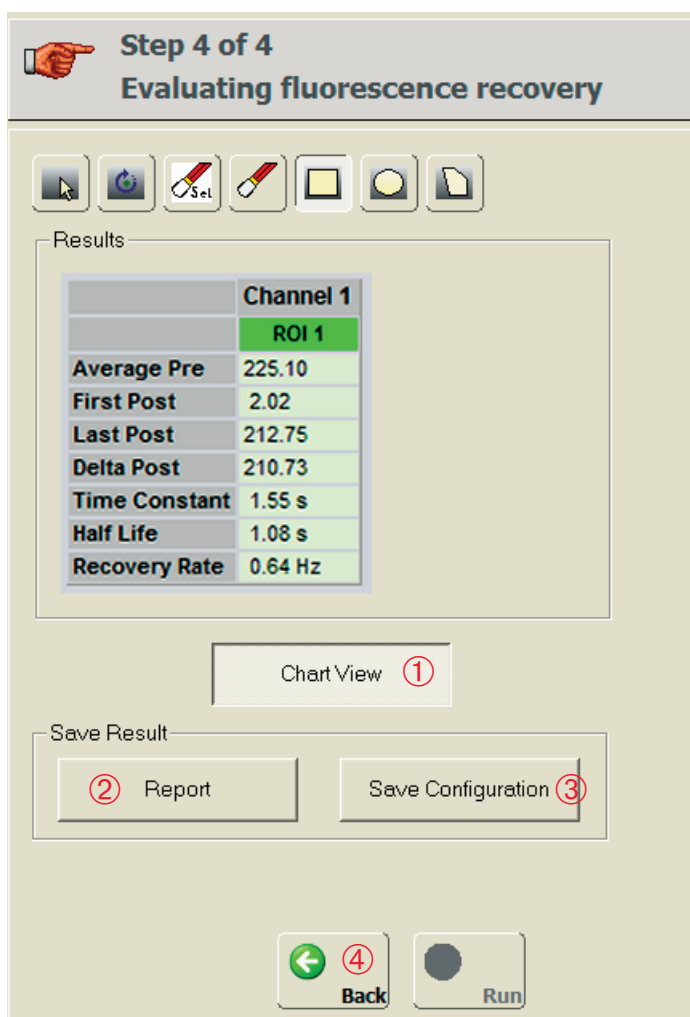 Step 4 of 4
Evaluating fluorescence recovery
Sel
Results
Channel 1
ROI 1
Average Pre 225.10
First Post 2.02
Last Post 212.75
Delta Post 210.73
Time Constant 1.55 s
Half Life 1.08 s
Recovery Rate 0.64 Hz
Chart View ①
Save Result
② Report Save Configuration ③
④
Back Run